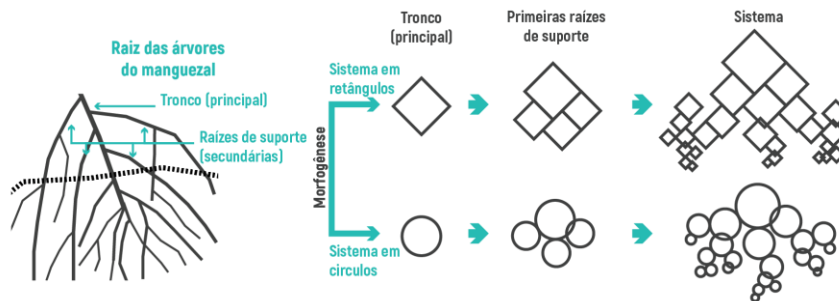 Raiz das árvores
do manguezal
Tronco (principal)
Raízes de suporte
(secundárias)
Morfogênese
Sistema em
retângulos
Sistema em
circulos
Tronco
(principal)
Primeiras raízes
de suporte
Sistema